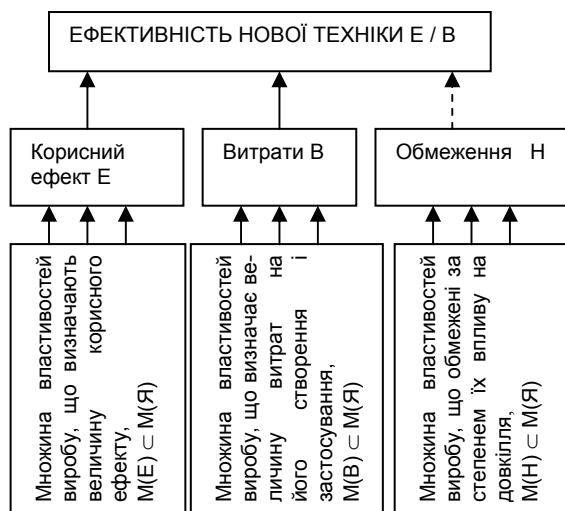 ЕФЕКТИВНІСТЬ НОВОЇ ТЕХНІКИ Е / В
Корисний
ефект Е
Витрати В
Обмеження Н
Множина властивостей
виробу, що визначають
величину корисного
ефекту,
М(Е) ⊂ М(Я)
Множина властивостей
виробу, що визначає ве-
личину витрат на
його створення і
застосування,
М(В) ⊂ М(Я)
Множина властивостей
виробу, що обмежені за
степенем їх впливу на
довкілля,
М(Н) ⊂ М(Я)